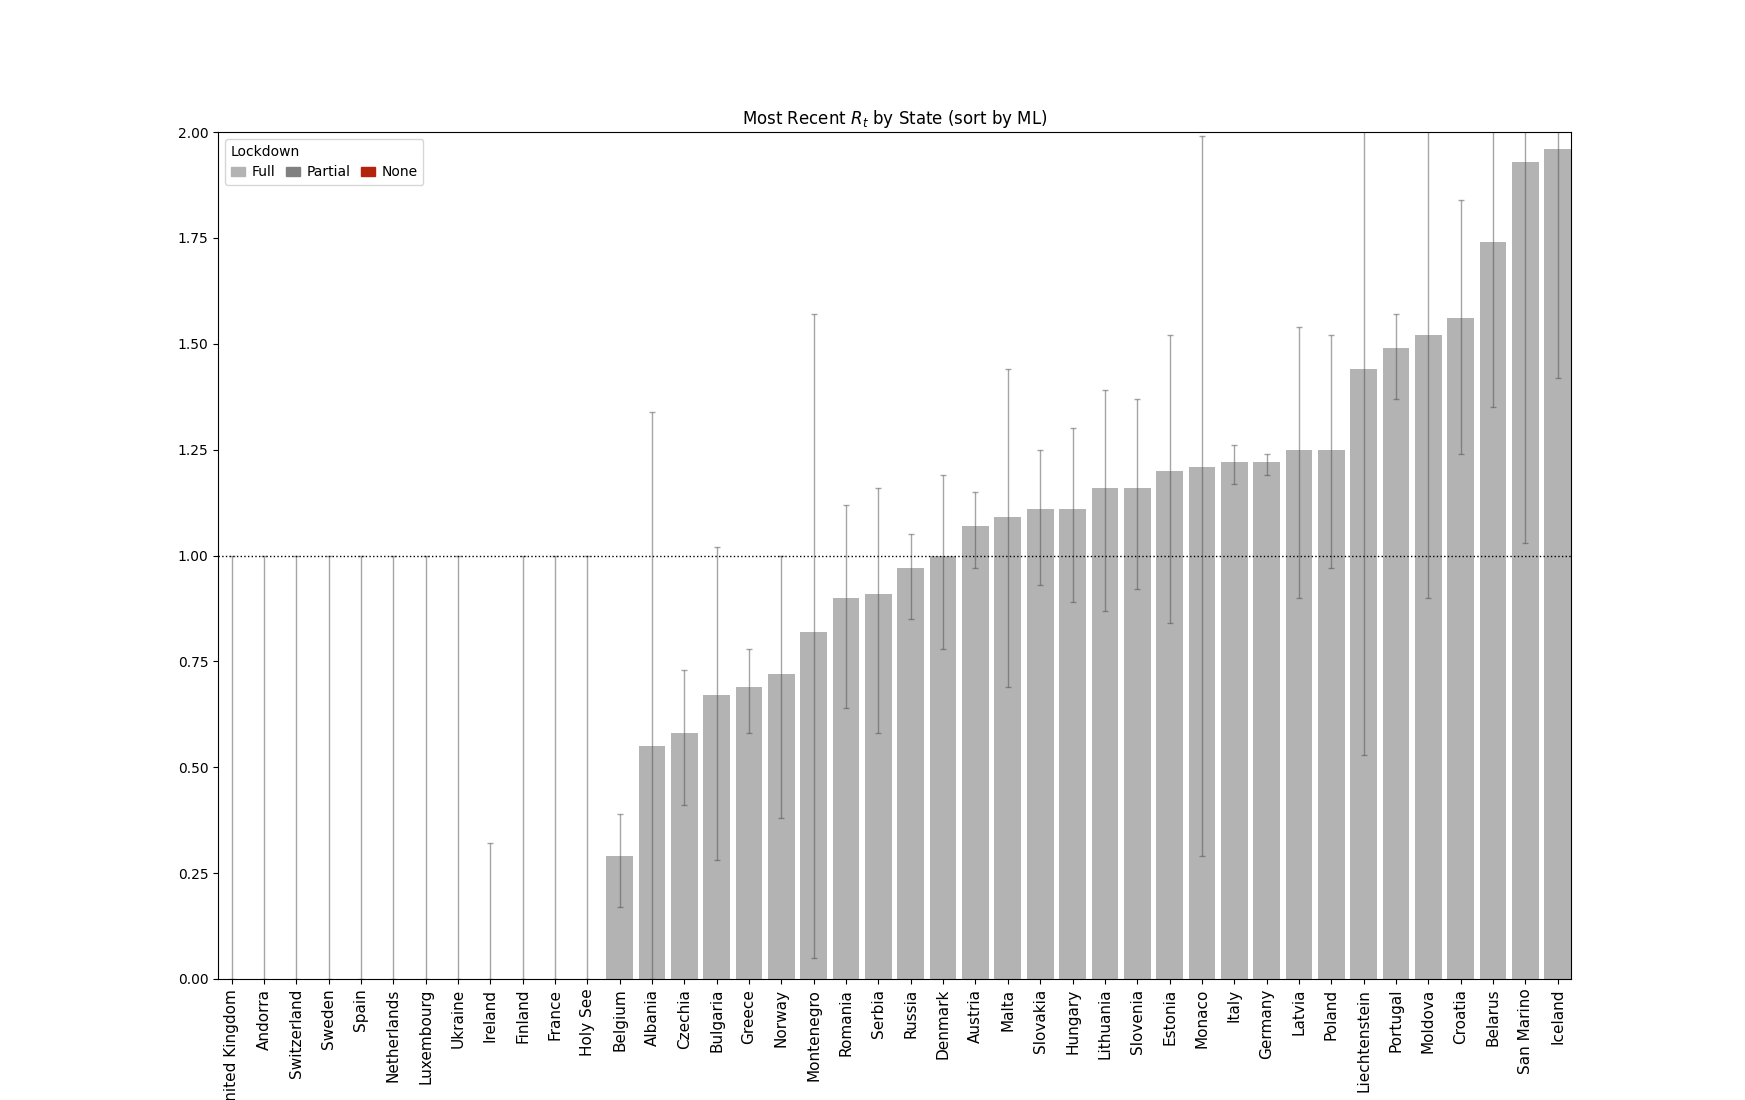 Most Recent R_t by State (sort by ML)
Lockdown
Full Partial None
2.00
1.75
1.50
1.25
1.00
0.75
0.50
0.25
0.00
nited Kingdom
Andorra
Switzerland
Sweden
Spain
Netherlands
Luxembourg
Ukraine
Ireland
Finland
France
Holy See
Belgium
Albania
Czechia
Bulgaria
Greece
Norway
Montenegro
Romania
Serbia
Russia
Denmark
Austria
Malta
Slovakia
Hungary
Lithuania
Slovenia
Estonia
Monaco
Italy
Germany
Latvia
Poland
Liechtenstein
Portugal
Moldova
Croatia
Belarus
San Marino
Iceland